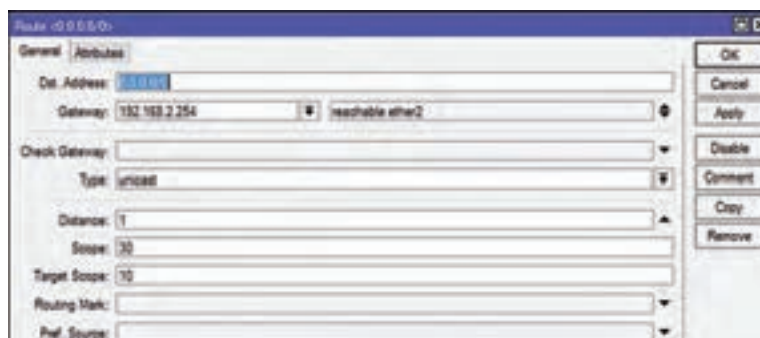 Route <0.0.0.0/0>
General Attributes
Dst. Address: 0.0.0.0/0
Gateway: 192.168.2.254 reachable ether2
Check Gateway:
Type: unicast
Distance: 1
Scope: 30
Target Scope: 10
Routing Mark:
Pref. Source:
OK
Cancel
Apply
Disable
Comment
Copy
Remove